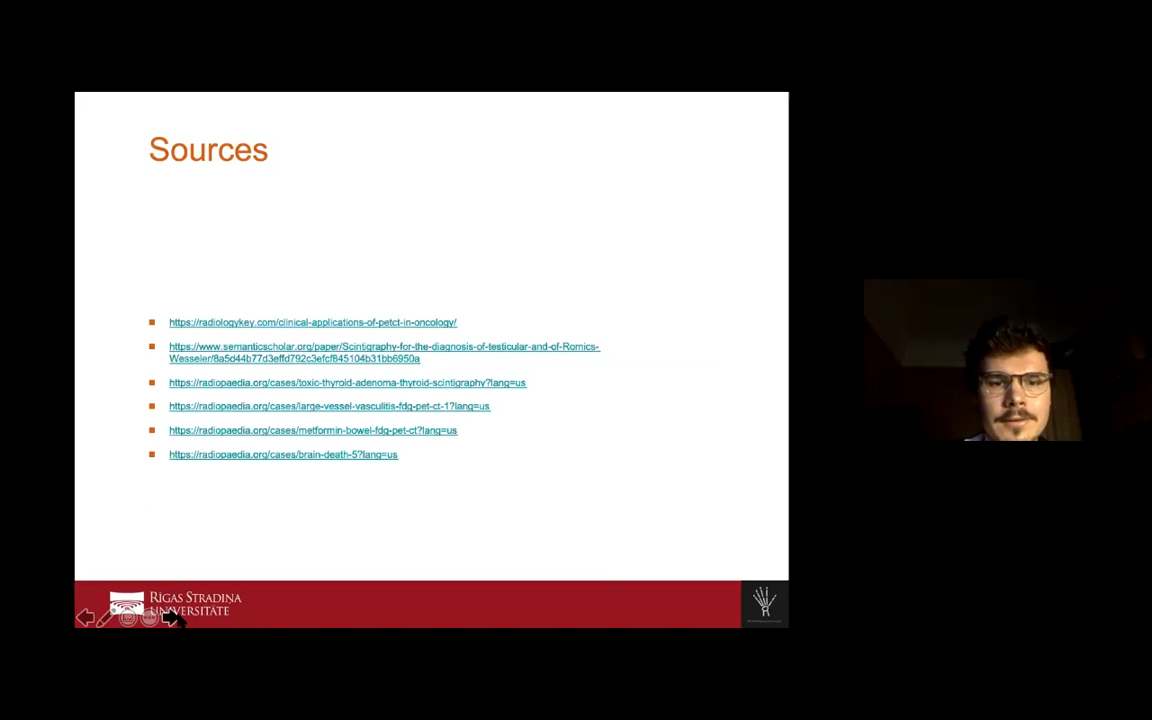 Sources
https://radiologykey.com/clinical-applications-of-petct-in-oncology/
https://www.semanticscholar.org/paper/Scintigraphy-for-the-diagnosis-of-testicular-and-of-Romics-
Wesseler/8a5d44b77d3effd792c3efcf845104b31bb6950a
https://radiopaedia.org/cases/toxic-thyroid-adenoma-thyroid-scintigraphy?lang=us
https://radiopaedia.org/cases/large-vessel-vasculitis-fdg-pet-ct-1?lang=us
https://radiopaedia.org/cases/metformin-bowel-fdg-pet-ct?lang=us
https://radiopaedia.org/cases/brain-death-5?lang=us
RĪGAS STRADIŅA
UNIVERSITĀTE